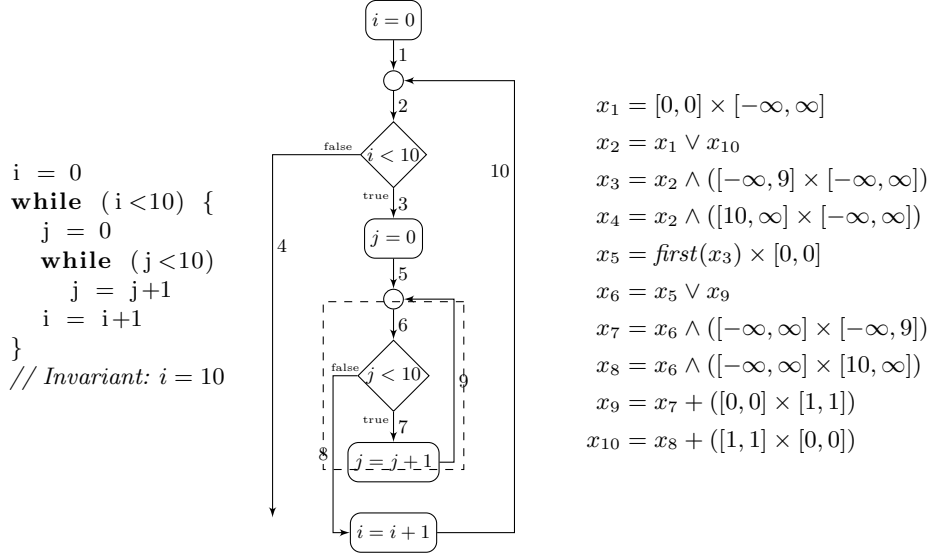 i = 0
while (i<10) {
j = 0
while (j<10)
j = j+1
i = i+1
}
// Invariant: i = 10
i = 0
1
2
false
i < 10
10
true
3
4
j = 0
5
6
false
j < 10
9
true
7
8
j = j + 1
i = i + 1
x₁ = [0, 0] × [−∞, ∞]
x₂ = x₁ ∨ x₁₀
x₃ = x₂ ∧ ([−∞, 9] × [−∞, ∞])
x₄ = x₂ ∧ ([10, ∞] × [−∞, ∞])
x₅ = first(x₃) × [0, 0]
x₆ = x₅ ∨ x₉
x₇ = x₆ ∧ ([−∞, ∞] × [−∞, 9])
x₈ = x₆ ∧ ([−∞, ∞] × [10, ∞])
x₉ = x₇ + ([0, 0] × [1, 1])
x₁₀ = x₈ + ([1, 1] × [0, 0])